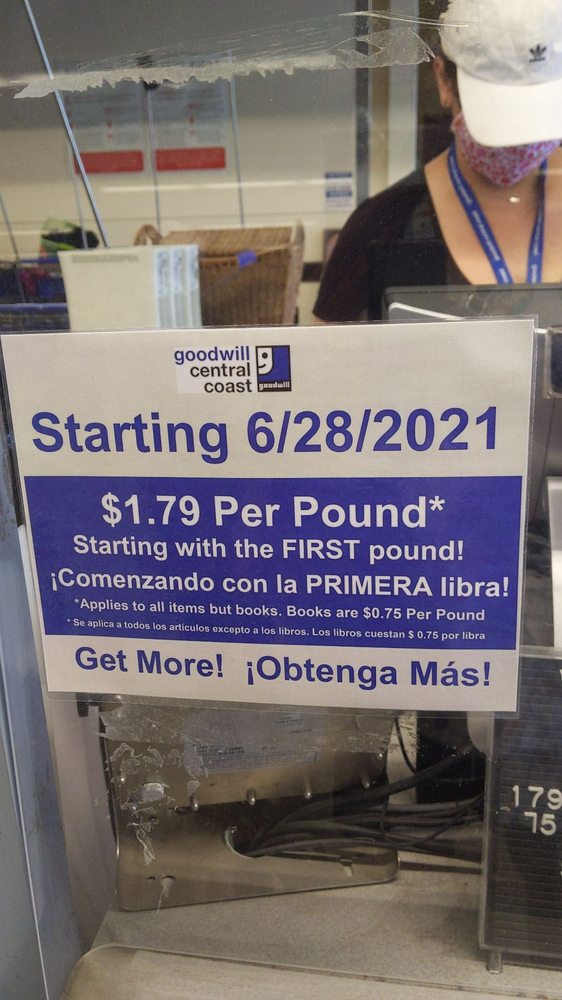 goodwill
central
coast
goodwill
Starting 6/28/2021
$1.79 Per Pound*
Starting with the FIRST pound!
¡Comenzando con la PRIMERA libra!
*Applies to all items but books. Books are $0.75 Per Pound
* Se aplica a todos los articulos excepto a los libros. Los libros cuestan $ 0.75 por libra
Get More! ¡Obtenga Más!
179
75